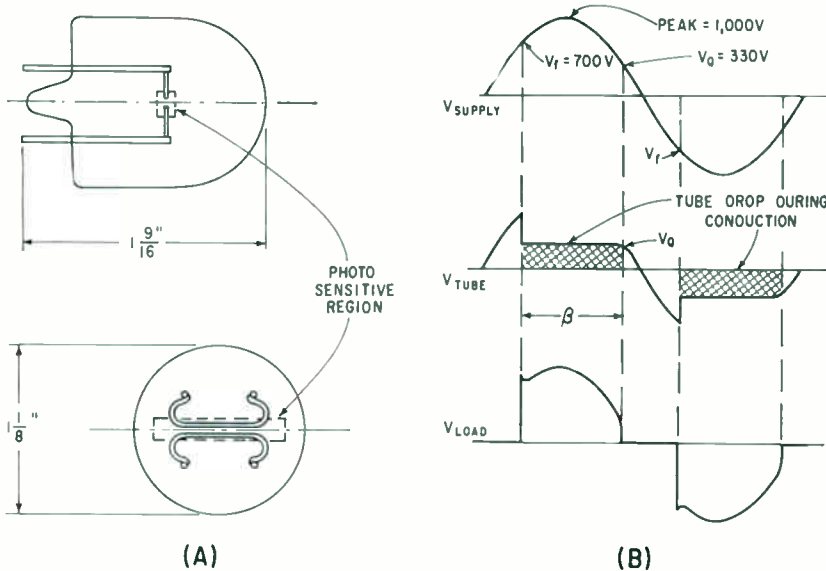 1 9/16"
PHOTO
SENSITIVE
REGION
1 1/8"
(A)
PEAK = 1,000V
Vf = 700V
VQ = 330V
VSUPPLY
Vf
TUBE DROP DURING
CONDUCTION
VQ
VTUBE
β
VLOAD
(B)